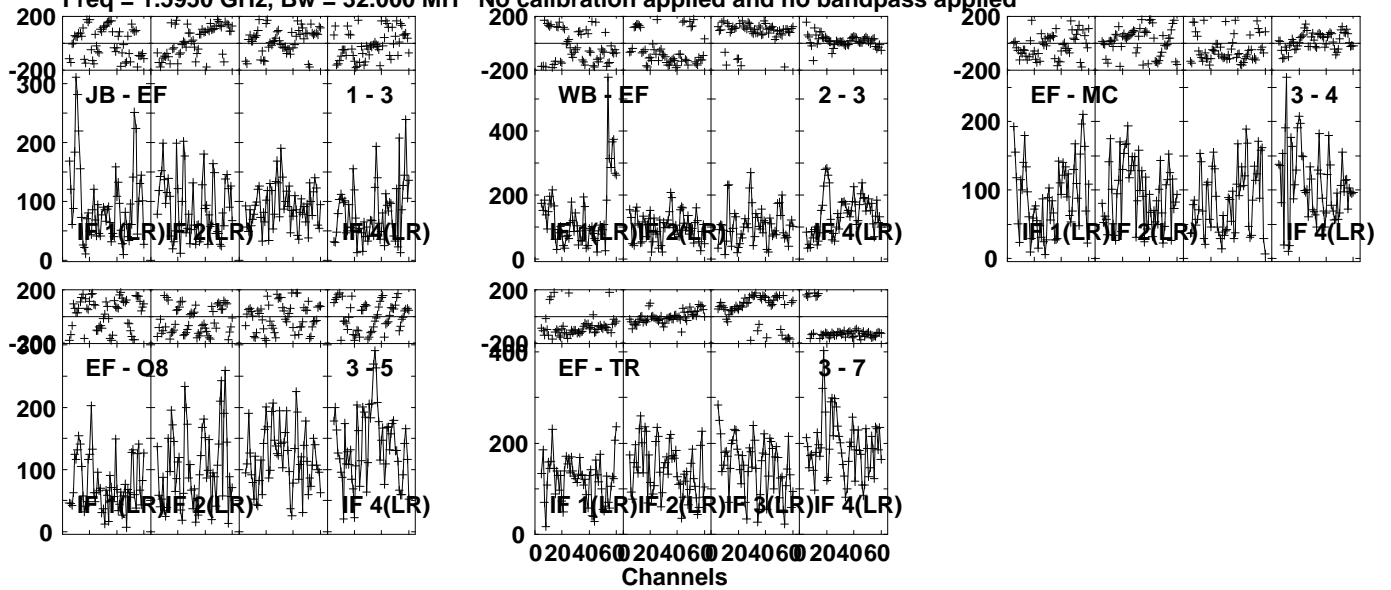 Freq = 1.5950 GHz, Bw = 32.000 MH No calibration applied and no bandpass applied
200
-200
300
200
100
0
JB - EF 1 - 3
IF 1(LR) IF 2(LR) IF 4(LR)
200
-200
400
200
0
WB - EF 2 - 3
IF 1(LR) IF 2(LR) IF 4(LR)
200
-200
200
100
0
EF - MC 3 - 4
IF 1(LR) IF 2(LR) IF 4(LR)
200
-200
300
200
100
0
EF - O8 3 - 5
IF 1(LR) IF 2(LR) IF 4(LR)
200
-200
400
200
0
EF - TR 3 - 7
IF 1(LR) IF 2(LR) IF 3(LR) IF 4(LR)
0 20 40 60 0 20 40 60 0 20 40 60 0 20 40 60
Channels